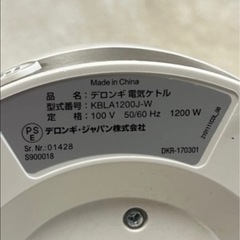 Made in China
品名：デロンギ 電気ケトル
型式番号：KBLA1200J-W
定格：100 V 50/60 Hz 1200 W
PSE
デロンギ・ジャパン株式会社
Sr. Nr.:01428
S900018
DKR-170301